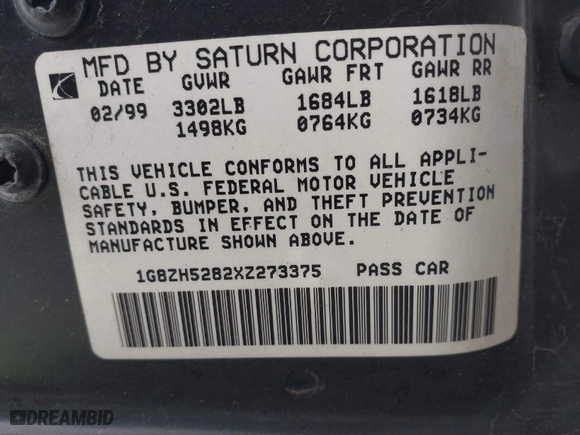 MFD BY SATURN CORPORATION
DATE GVWR GAWR FRT GAWR RR
02/99 3302LB 1684LB 1618LB
1498KG 0764KG 0734KG
THIS VEHICLE CONFORMS TO ALL APPLI-
CABLE U.S. FEDERAL MOTOR VEHICLE
SAFETY, BUMPER, AND THEFT PREVENTION
STANDARDS IN EFFECT ON THE DATE OF
MANUFACTURE SHOWN ABOVE.
1G8ZH5282XZ273375 PASS CAR
DREAMBID